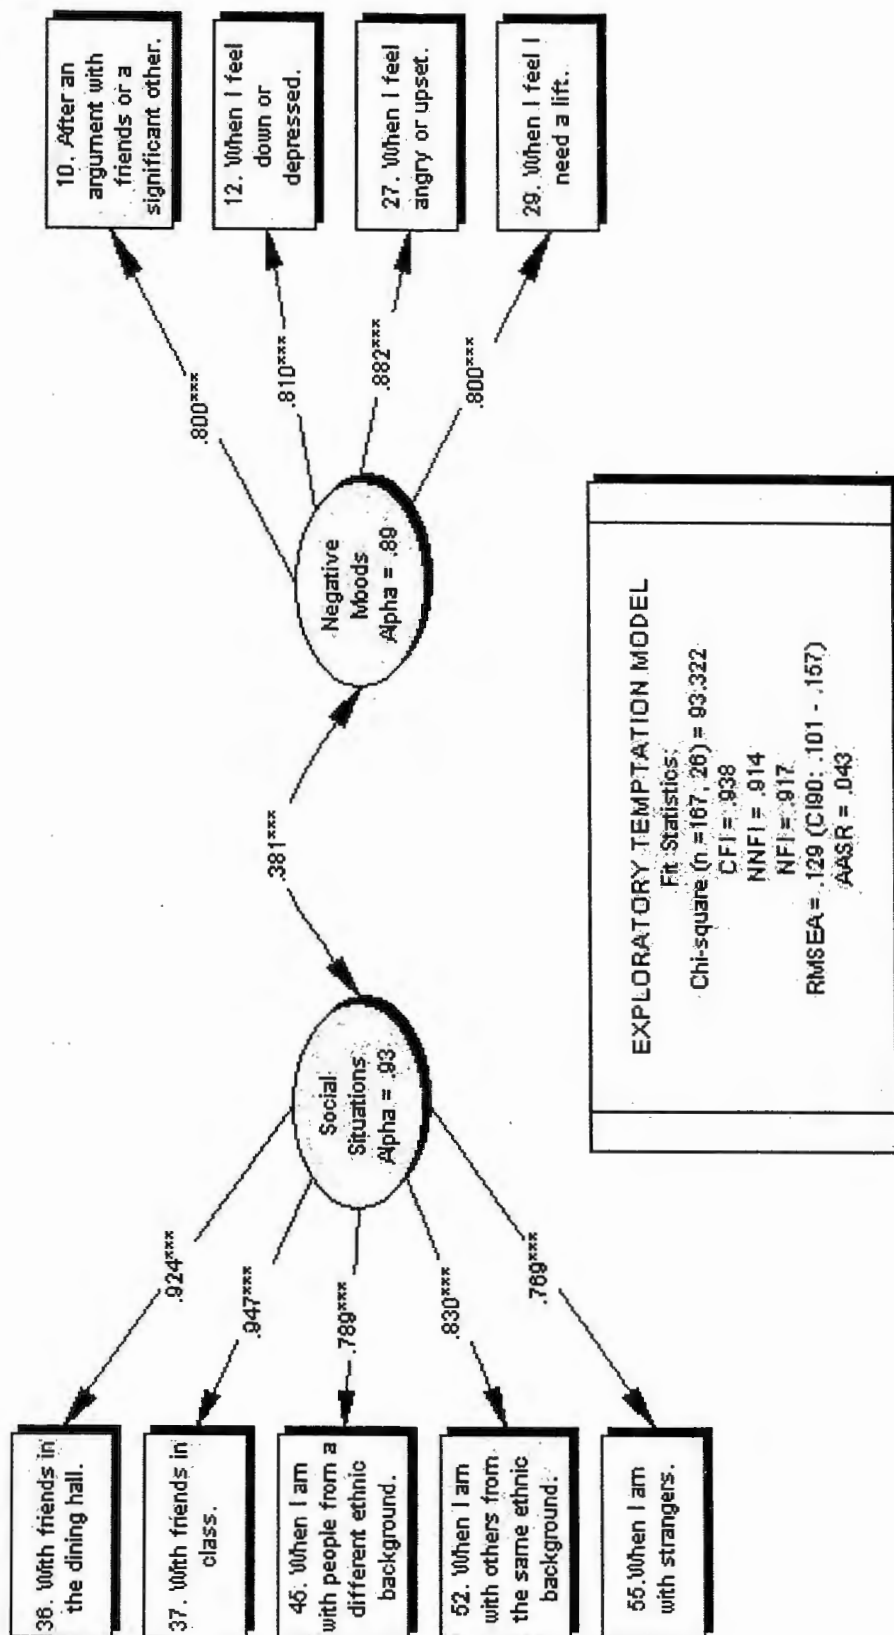 36. With friends in
the dining hall.
37. With friends in
class.
45. When I am
with people from a
different ethnic
background.
52. When I am
with others from
the same ethnic
background.
55.When I am
with strangers.
.924***
.947***
.789***
.830***
.769***
Social
Situations
Alpha = .93
.381***
Negative
Moods
Alpha = .89
.800***
.810***
.882***
.800***
10. After an
argument with
friends or a
significant other.
12. When I feel
down or
depressed.
27. When I feel
angry or upset.
29. When I feel I
need a lift.
EXPLORATORY TEMPTATION MODEL
Fit Statistics:
Chi-square (n =167, 26) = 93.322
CFI = .938
NNFI = .914
NFI = .917
RMSEA = .129 (CI90: .101 - .157)
AASR = .043